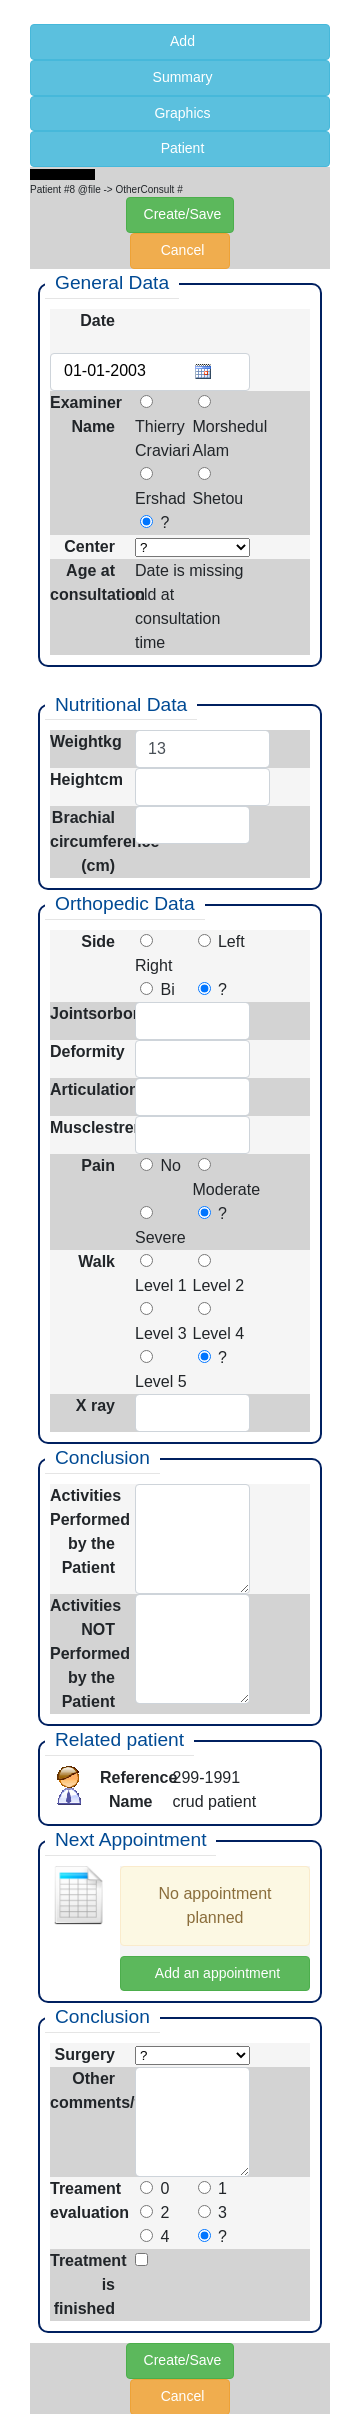 Add
Summary
Graphics
Patient
Patient #8 @file -> OtherConsult #
Create/Save
Cancel
General Data
Date
01-01-2003
Examiner Name
Thierry Craviari
Morshedul Alam
Ershad
Shetou
?
Center
?
Age at consultation
Date is missing
old at
consultation
time
Nutritional Data
Weightkg
13
Heightcm
Brachial
circumference
(cm)
Orthopedic Data
Side
Right
Left
Bi
?
Deformity
Pain
No
Moderate
Severe
?
Walk
Level 1
Level 2
Level 3
Level 4
Level 5
?
X ray
Conclusion
Activities
Performed
by the
Patient
Activities
NOT
Performed
by the
Patient
Related patient
Reference
299-1991
Name
crud patient
Next Appointment
No appointment
planned
Add an appointment
Conclusion
Surgery
?
Other
comments/
Treament
evaluation
0
1
2
3
4
?
Treatment
is
finished
Create/Save
Cancel